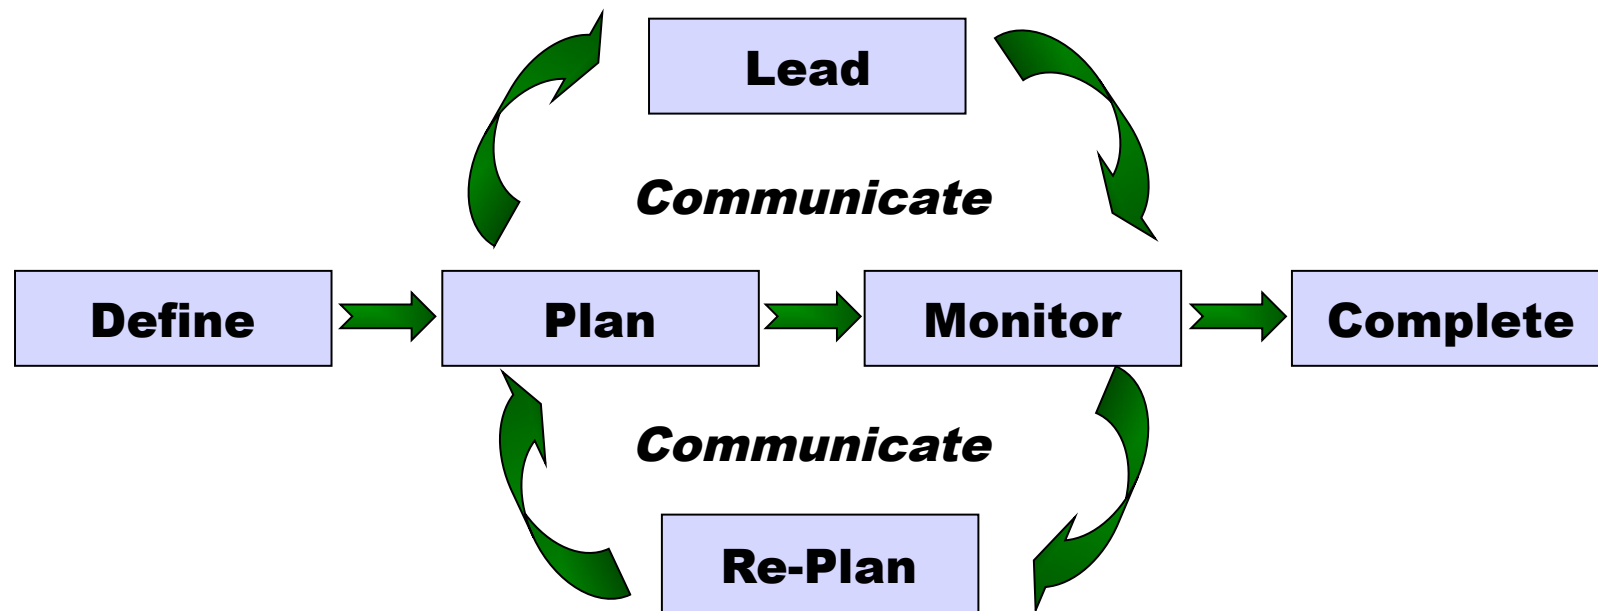 Lead
Communicate
Define
Plan
Monitor
Complete
Communicate
Re-Plan